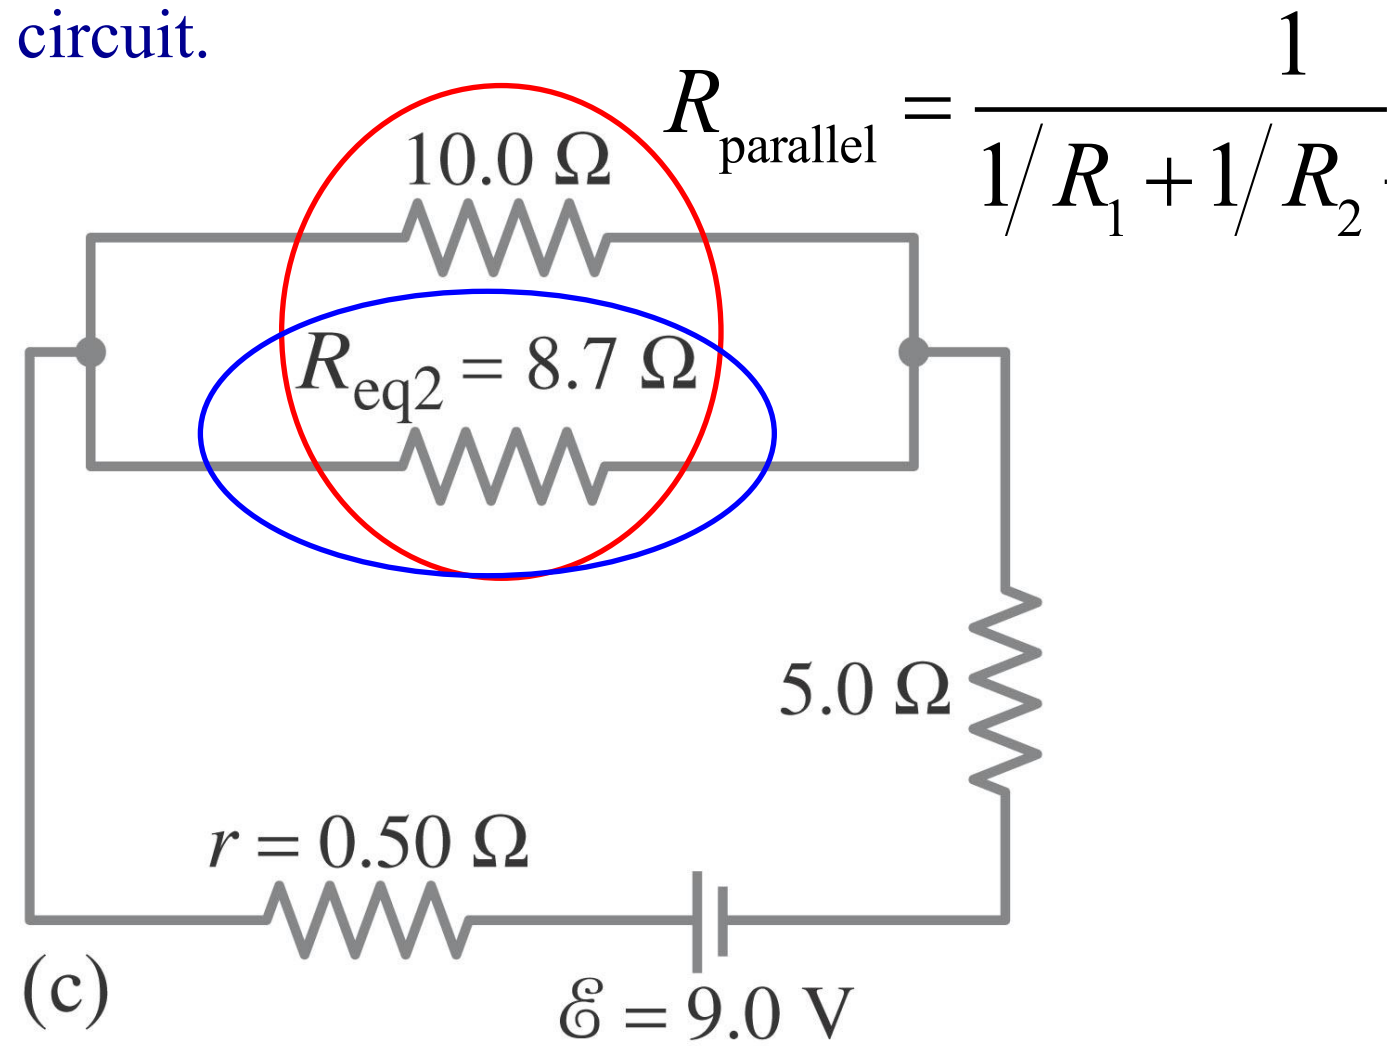 circuit.
R_parallel = 1 / (1/R_1 + 1/R_2
10.0 Ω
R_eq2 = 8.7 Ω
5.0 Ω
r = 0.50 Ω
ℰ = 9.0 V
(c)